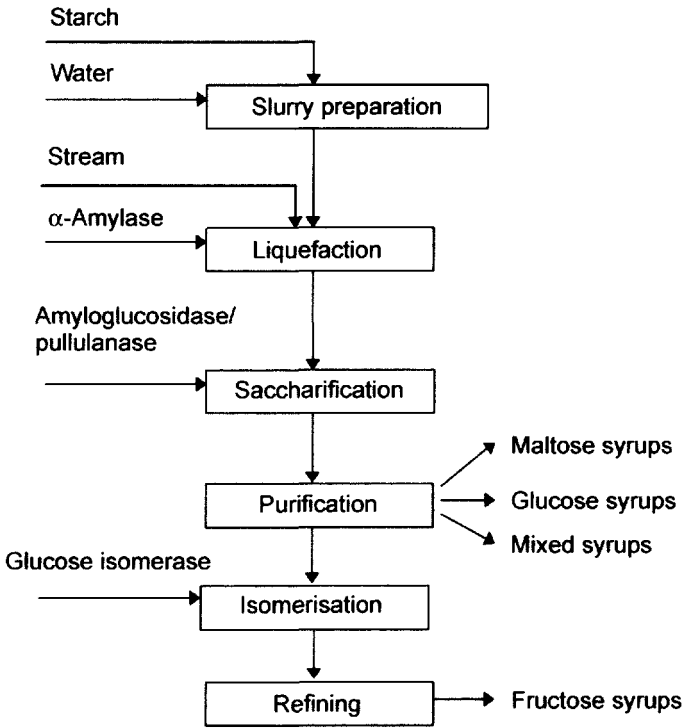 Starch
Water
Slurry preparation
Stream
α-Amylase
Liquefaction
Amyloglucosidase/
pullulanase
Saccharification
Maltose syrups
Purification
Glucose syrups
Mixed syrups
Glucose isomerase
Isomerisation
Refining
Fructose syrups